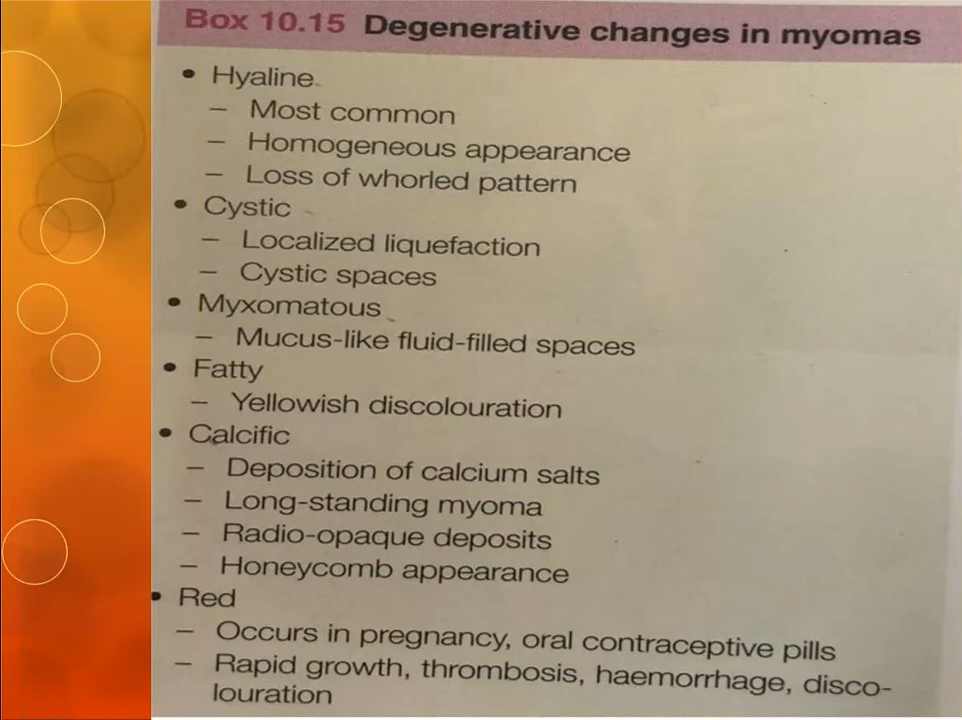 Box 10.15 Degenerative changes in myomas
• Hyaline
– Most common
– Homogeneous appearance
– Loss of whorled pattern
• Cystic
– Localized liquefaction
– Cystic spaces
• Myxomatous
– Mucus-like fluid-filled spaces
• Fatty
– Yellowish discolouration
• Calcific
– Deposition of calcium salts
– Long-standing myoma
– Radio-opaque deposits
– Honeycomb appearance
• Red
– Occurs in pregnancy, oral contraceptive pills
– Rapid growth, thrombosis, haemorrhage, disco-
louration